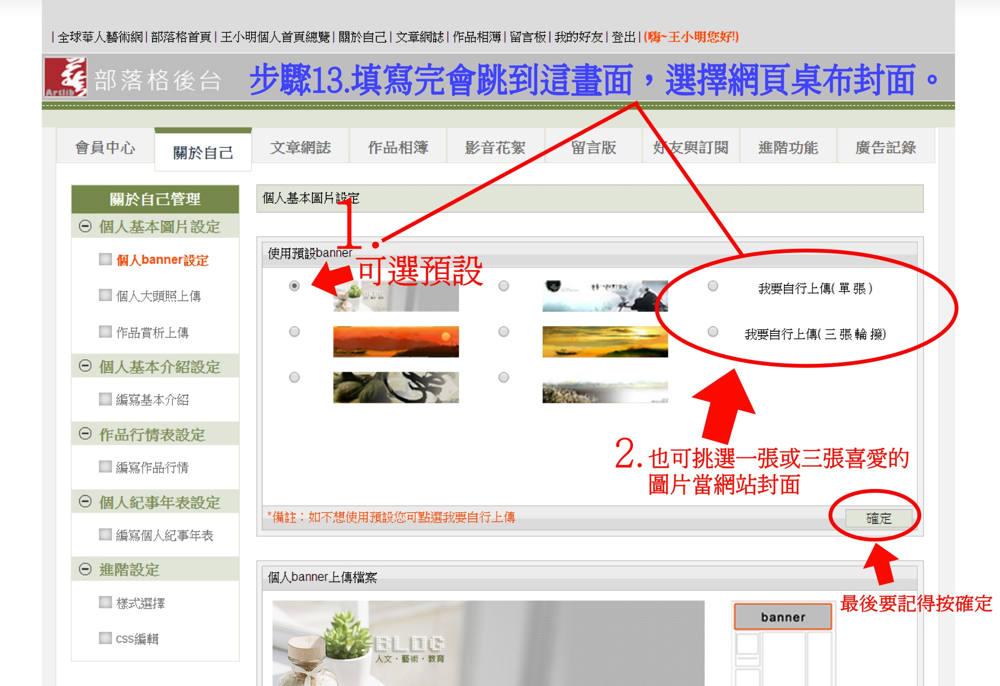 |全球華人藝術網|部落格首頁|王小明個人首頁總覽|關於自己|文章網誌|作品相簿|留言板|我的好友|登出|(嗨~王小明您好!)
Artlib 部落格後台 步驟13.填寫完會跳到這畫面，選擇網頁桌布封面。
會員中心 關於自己 文章網誌 作品相簿 影音花絮 留言版 好友與訂閱 進階功能 廣告記錄
關於自己管理
個人基本圖片設定
個人banner設定
個人大頭照上傳
作品賞析上傳
個人基本介紹設定
編寫基本介紹
作品行情表設定
編寫作品行情
個人紀事年表設定
編寫個人紀事年表
進階設定
樣式選擇
css編輯
個人基本圖片設定
使用預設banner
1.
可選預設
我要自行上傳( 單 張 )
我要自行上傳( 三 張 輪 撥)
2.也可挑選一張或三張喜愛的
圖片當網站封面
*備註：如不想使用預設您可點選我要自行上傳
確定
最後要記得按確定
個人banner上傳檔案
BLOG
人文・藝術・教育
banner